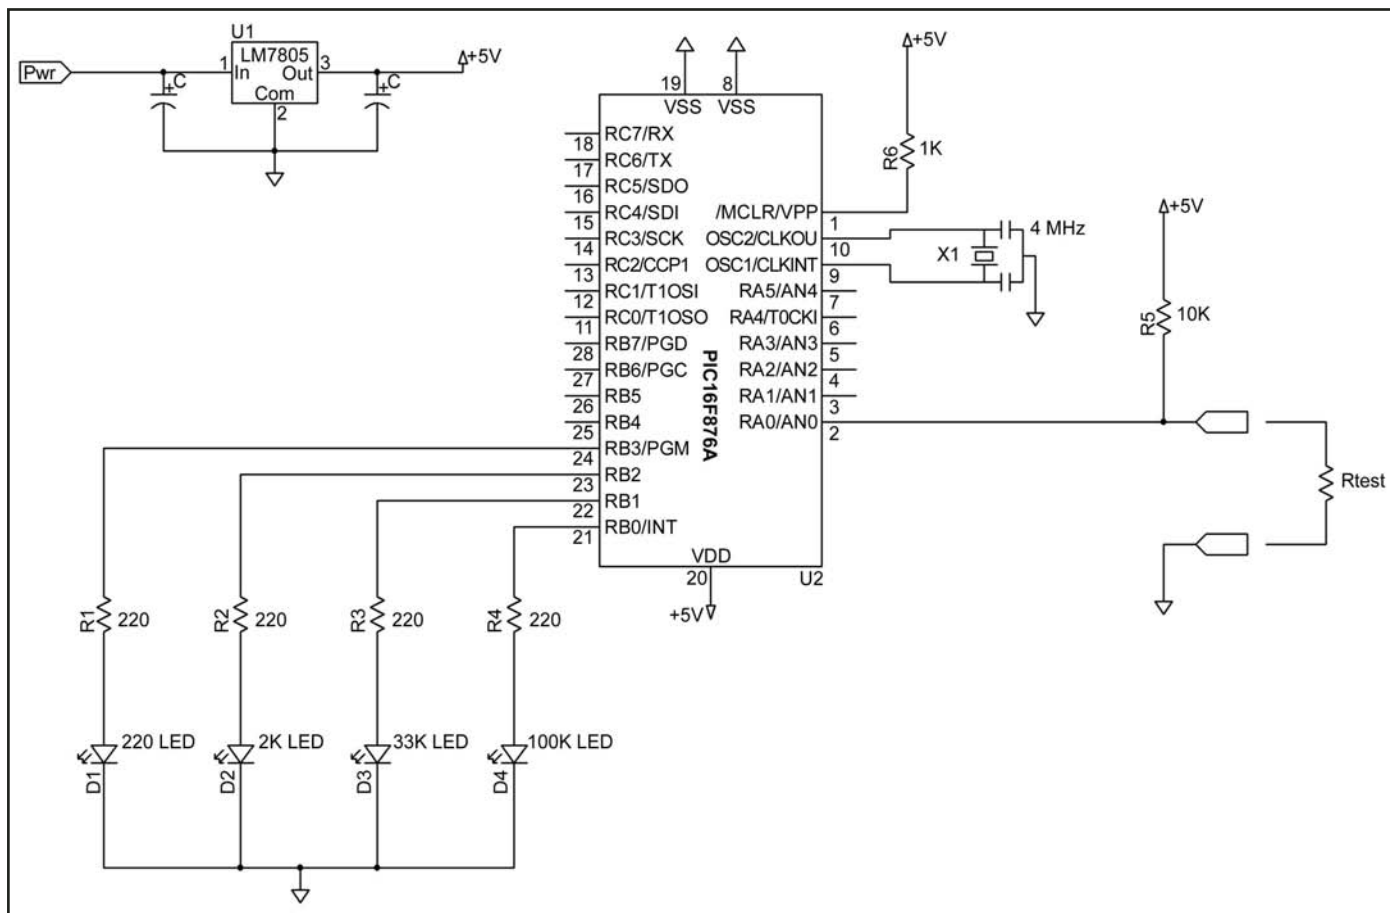 U1
LM7805
Pwr
1
In
Out
3
Com
2
+C
+C
+5V
19
8
VSS
VSS
18
RC7/RX
17
RC6/TX
16
RC5/SDO
15
RC4/SDI
14
RC3/SCK
13
RC2/CCP1
12
RC1/T1OSI
11
RC0/T1OSO
28
RB7/PGD
27
RB6/PGC
26
RB5
25
RB4
24
RB3/PGM
23
RB2
22
RB1
21
RB0/INT
PIC16F876A
/MCLR/VPP
1
OSC2/CLKOU
10
OSC1/CLKINT
9
RA5/AN4
7
RA4/T0CKI
6
RA3/AN3
5
RA2/AN2
4
RA1/AN1
3
RA0/AN0
2
VDD
20
U2
+5V
+5V
R6
1K
X1
4 MHz
+5V
R5
10K
Rtest
R1
220
R2
220
R3
220
R4
220
220 LED
D1
2K LED
D2
33K LED
D3
100K LED
D4